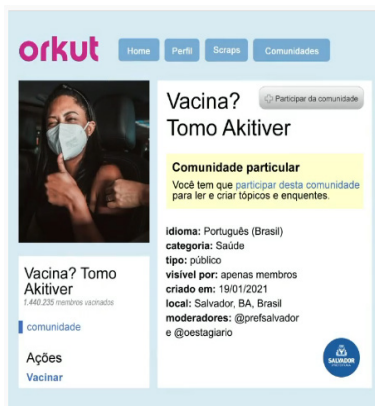 orkut
Home
Perfil
Scraps
Comunidades
Vacina?
Tomo Akitiver
Participar da comunidade
Comunidade particular
Você tem que participar desta comunidade
para ler e criar tópicos e enquentes.
idioma: Português (Brasil)
categoria: Saúde
tipo: público
visível por: apenas membros
criado em: 19/01/2021
local: Salvador, BA, Brasil
moderadores: @prefsalvador
e @oestagiario
Vacina? Tomo
Akitiver
1.440.235 membros vacinados
comunidade
Ações
Vacinar
SALVADOR